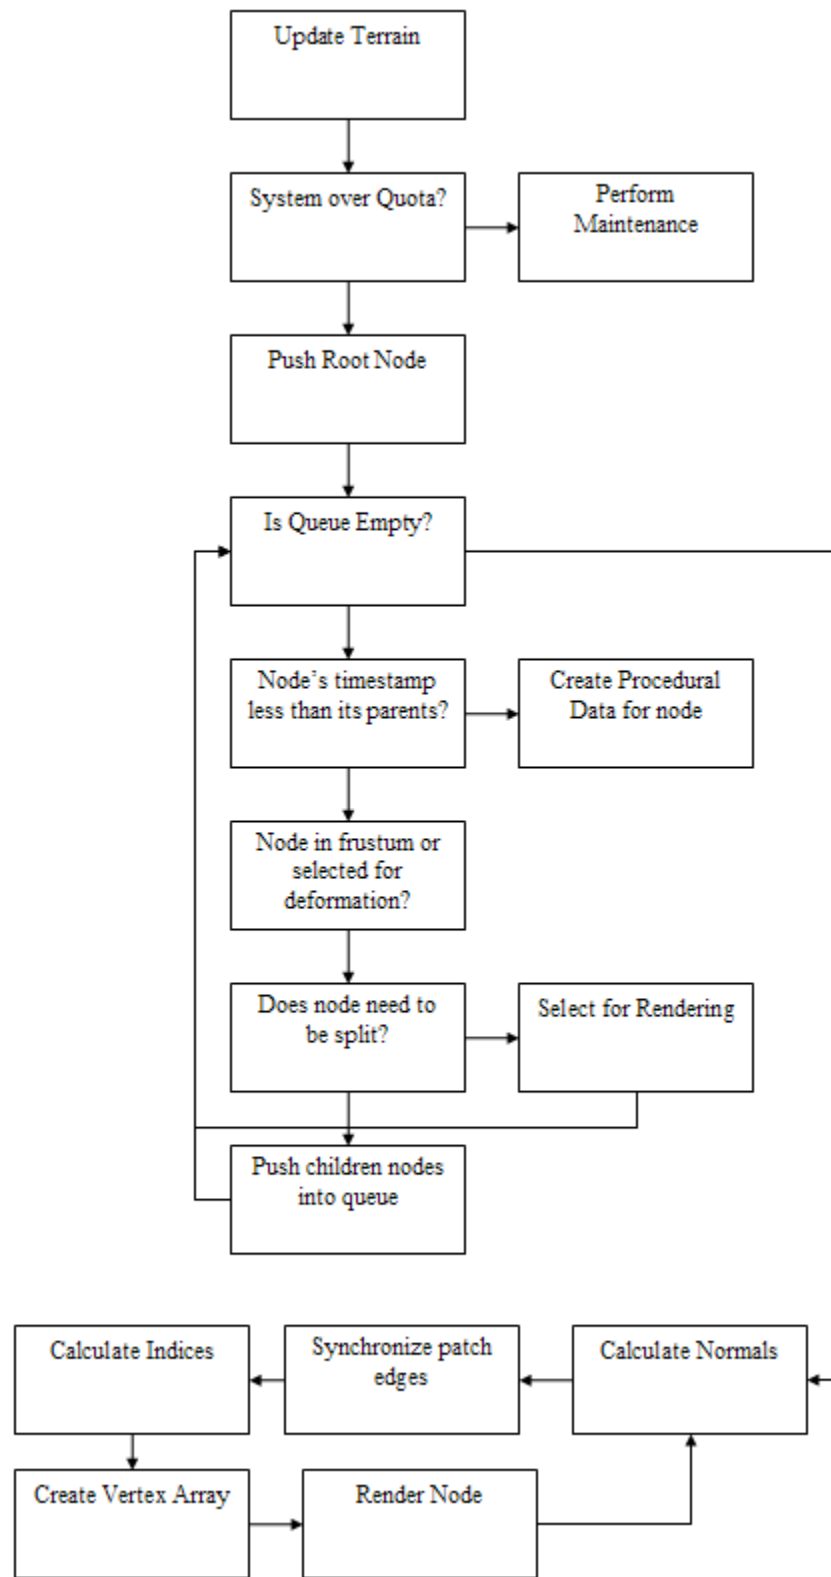 Update Terrain
System over Quota?
Perform
Maintenance
Push Root Node
Is Queue Empty?
Node's timestamp
less than its parents?
Create Procedural
Data for node
Node in frustum or
selected for
deformation?
Does node need to
be split?
Select for Rendering
Push children nodes
into queue
Calculate Indices
Synchronize patch
edges
Calculate Normals
Create Vertex Array
Render Node